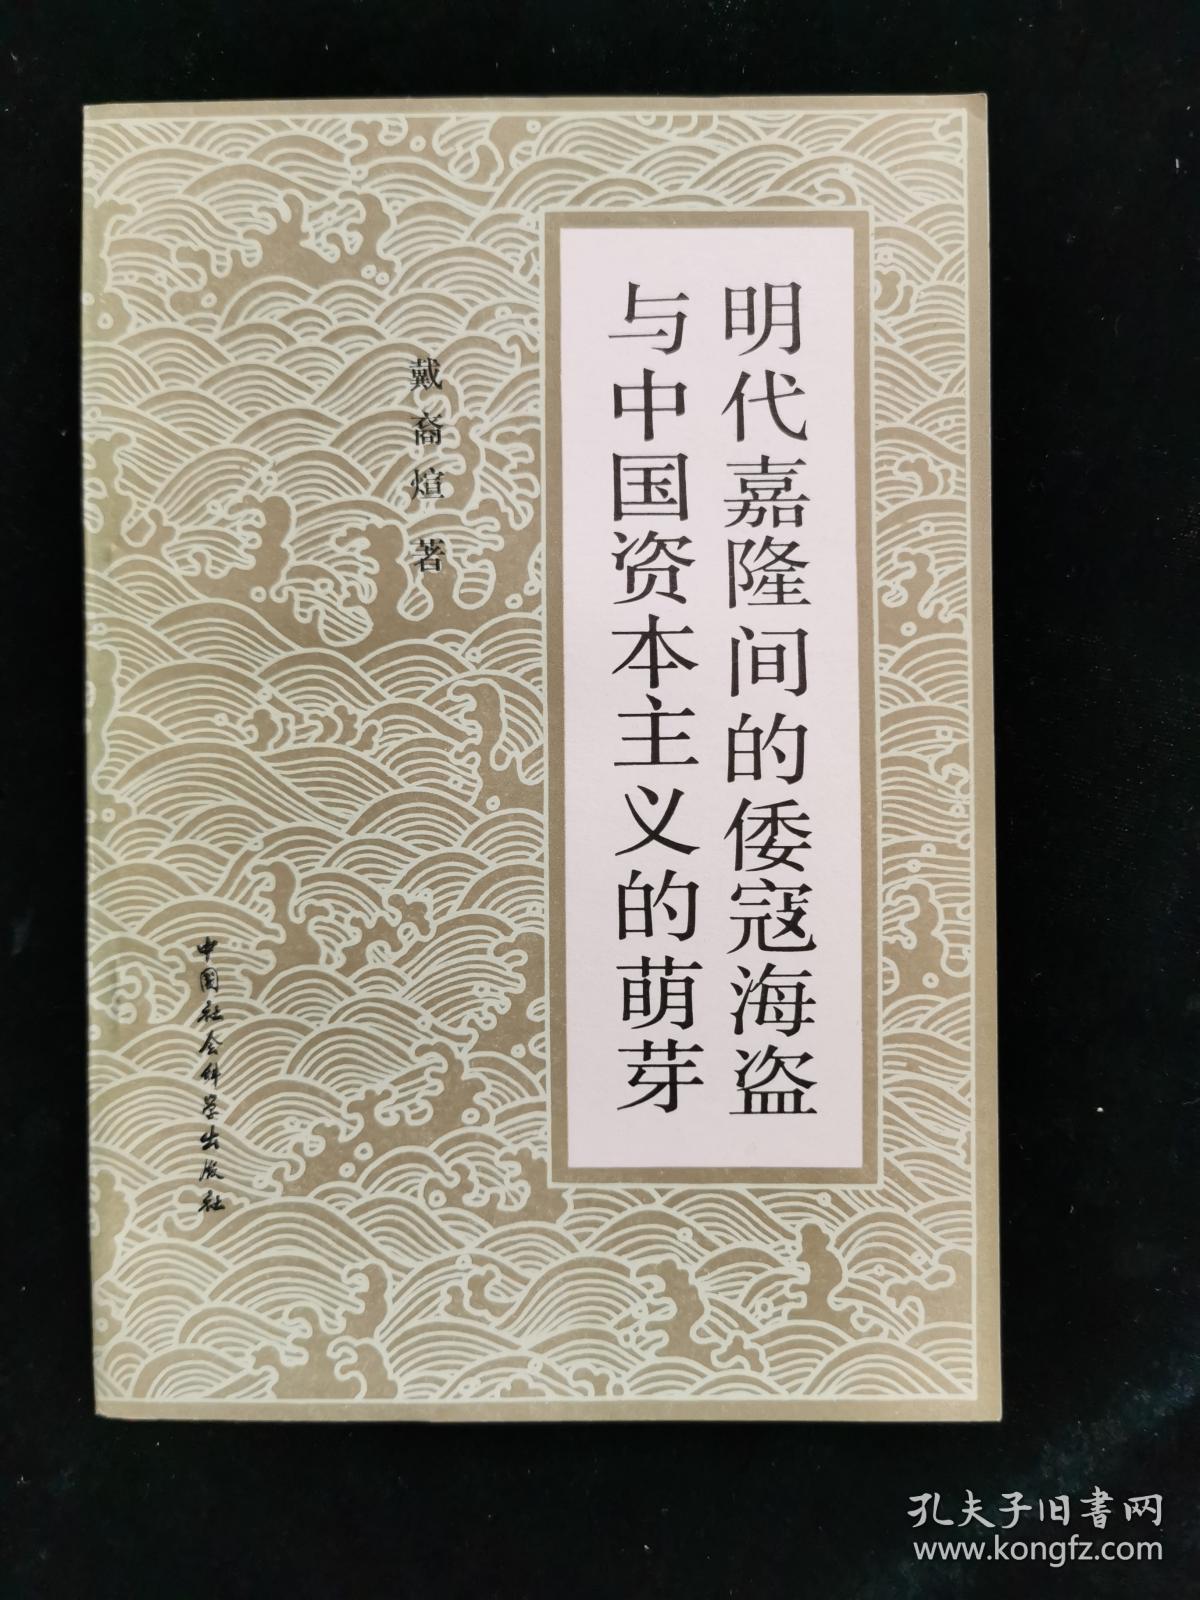 明代嘉隆间的倭寇海盗
与中国资本主义的萌芽
戴裔煊 著
中国社会科学出版社
孔夫子旧书网
www.kongfz.com